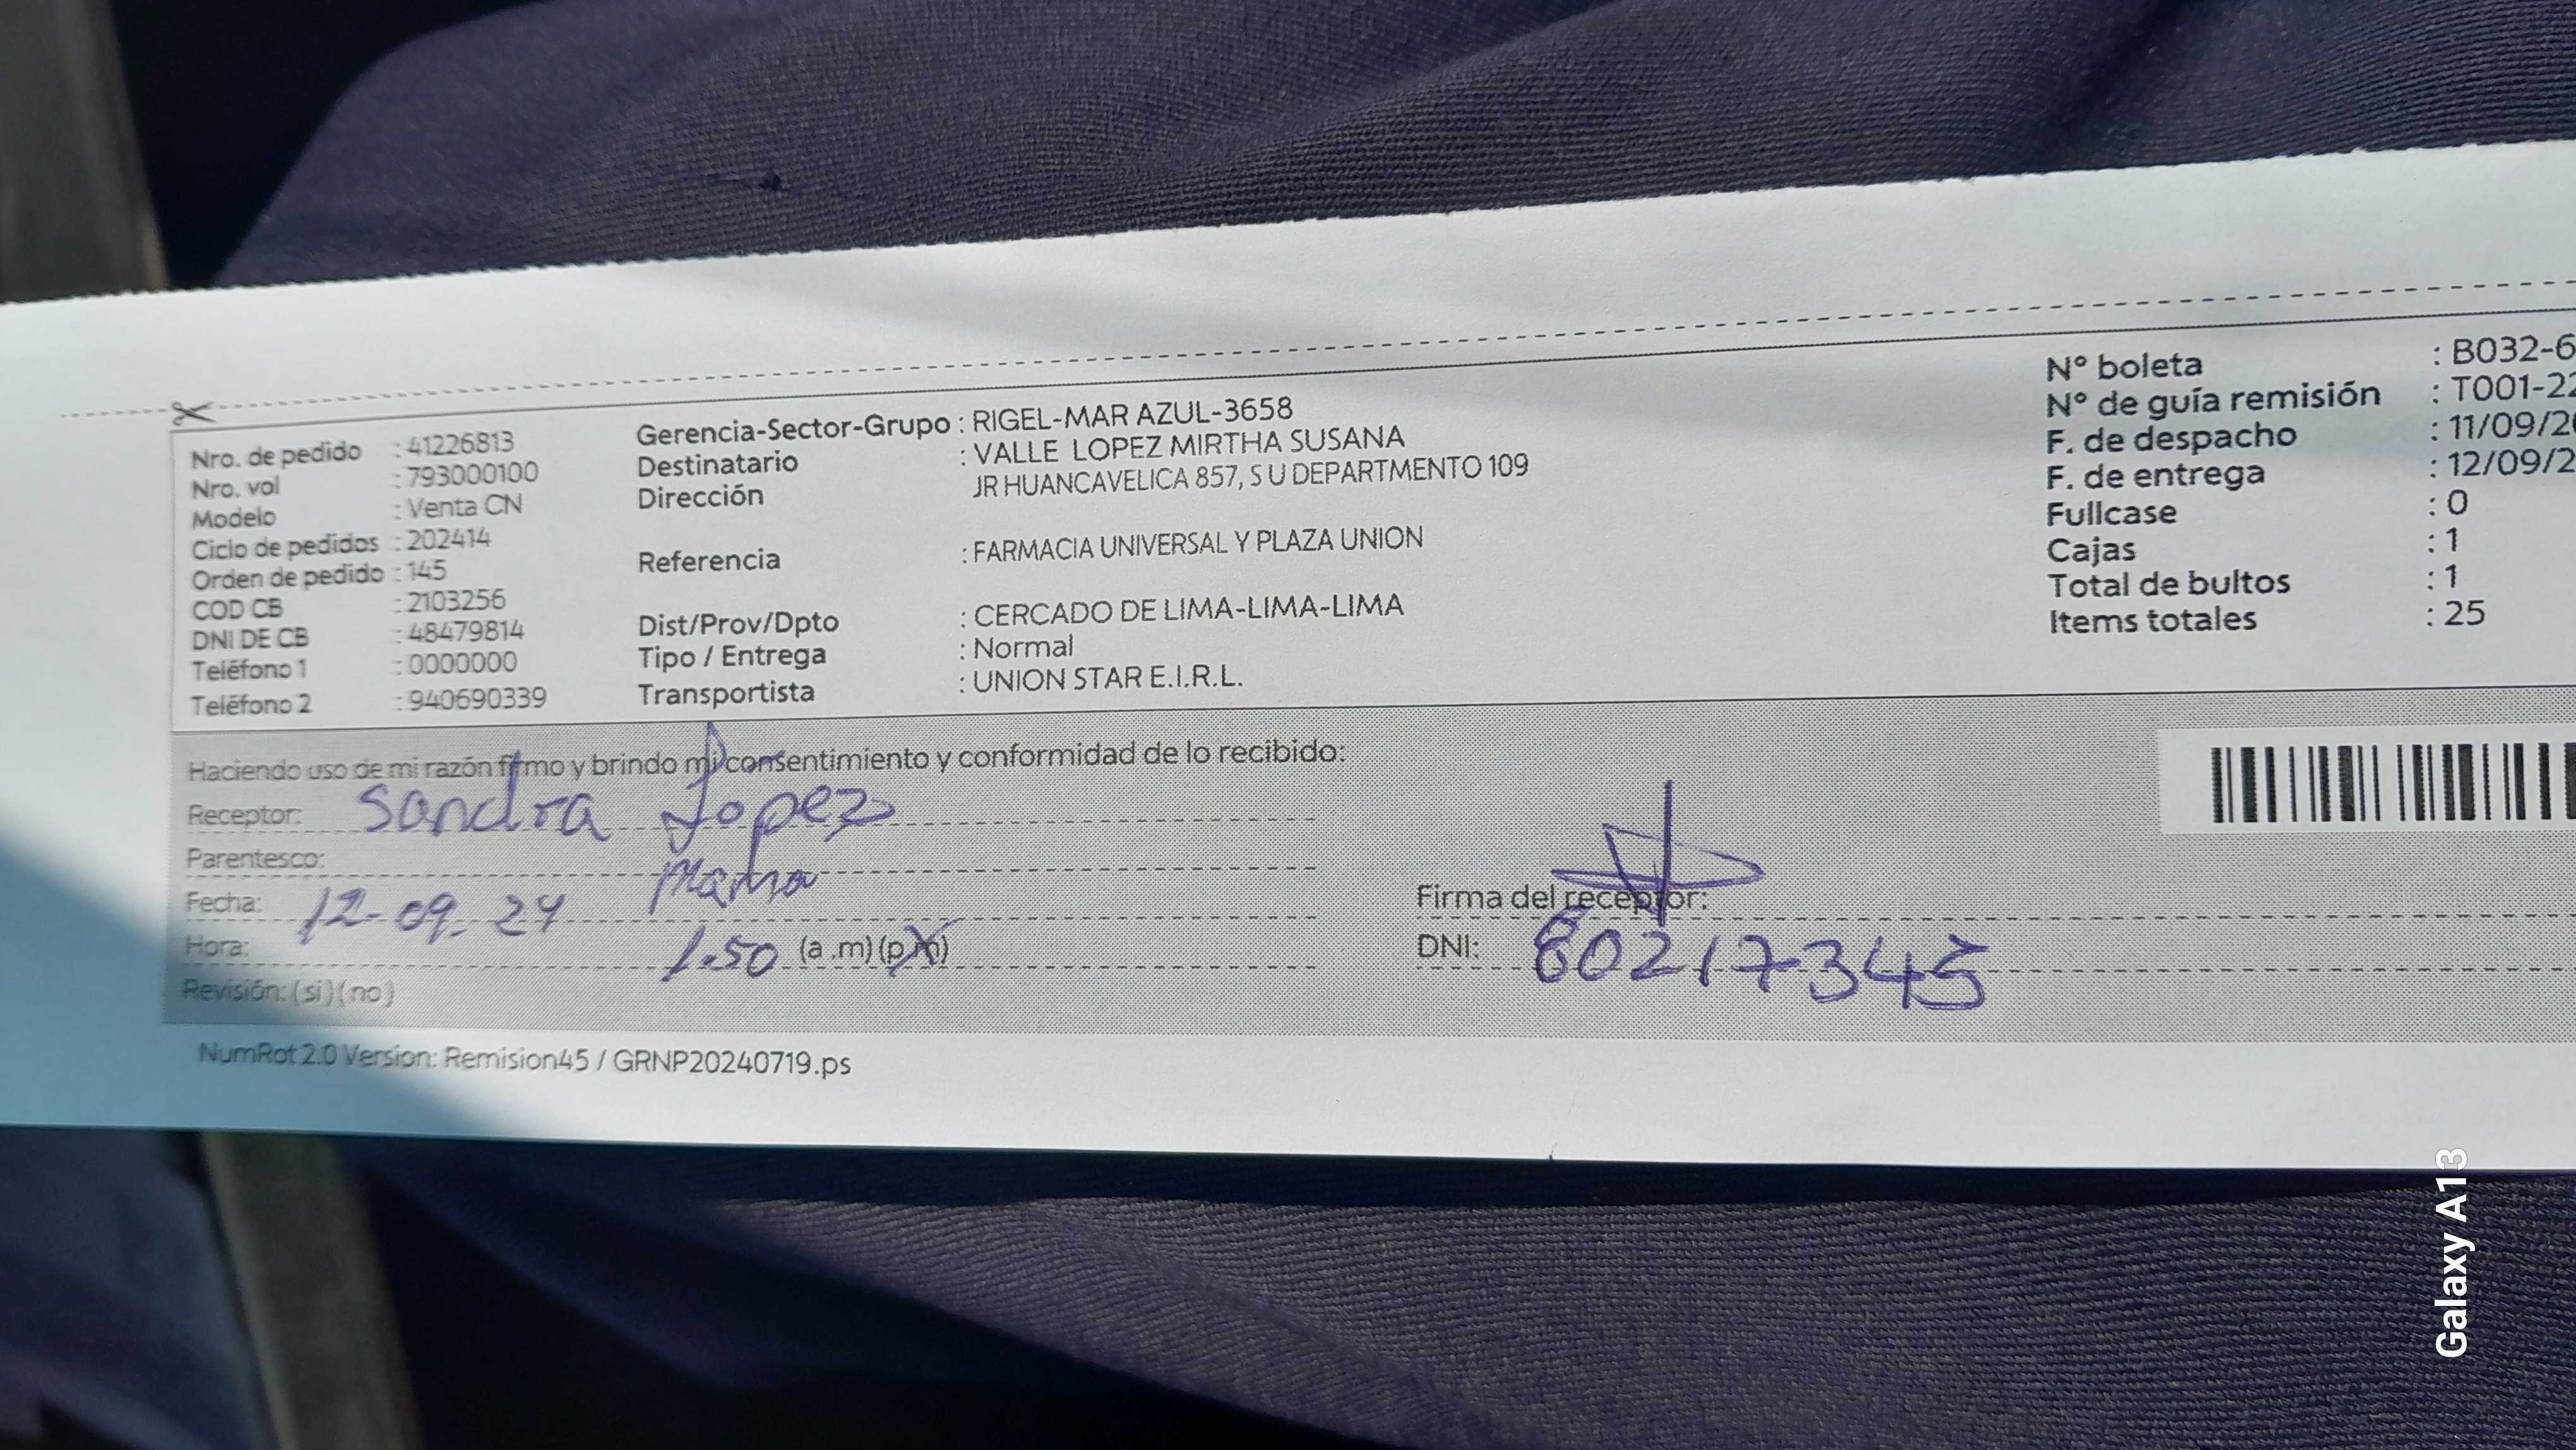 Nro. de pedido : 41226813
Nro. vol : 793000100
Modelo : Venta CN
Ciclo de pedidos : 202414
Orden de pedido : 145
COD CB : 2103256
DNI DE CB : 48479814
Teléfono 1 : 0000000
Teléfono 2 : 940690339
Gerencia-Sector-Grupo : RIGEL-MAR AZUL-3658
Destinatario : VALLE LOPEZ MIRTHA SUSANA
Dirección JR HUANCAVELICA 857, S U DEPARTMENTO 109
Referencia : FARMACIA UNIVERSAL Y PLAZA UNION
Dist/Prov/Dpto : CERCADO DE LIMA-LIMA-LIMA
Tipo / Entrega : Normal
Transportista : UNION STAR E.I.R.L.
N° boleta : B032-6
N° de guía remisión : T001-22
F. de despacho : 11/09/20
F. de entrega : 12/09/2
Fullcase : 0
Cajas : 1
Total de bultos : 1
Items totales : 25
Haciendo uso de mi razón firmo y brindo mi consentimiento y conformidad de lo recibido:
Receptor: Sandra Lopez
Parentesco: Mama
Fecha: 12-09-24
Hora: 1.50 (a .m) (p.m)
Revisión: (si) (no)
Firma del receptor:
DNI: 80217345
NumRot 2.0 Version: Remision45 / GRNP20240719.ps
Galaxy A13